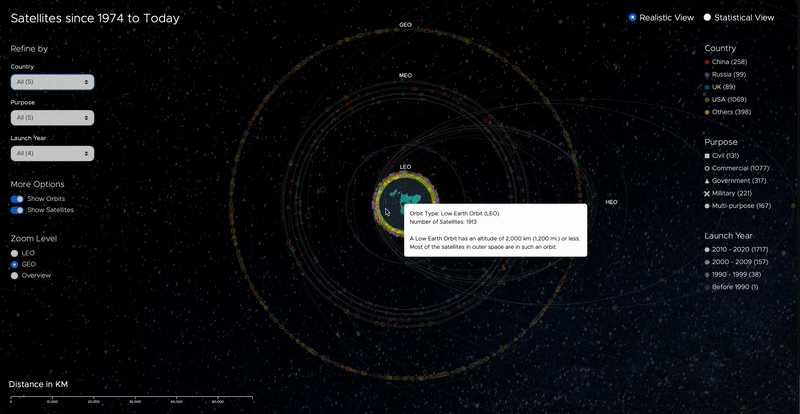 Satellites since 1974 to Today
Realistic View
Statistical View
Refine by
Country
All (5)
Purpose
All (5)
Launch Year
All (4)
More Options
Show Orbits
Show Satellites
Zoom Level
LEO
GEO
Overview
Distance in KM
0
10,000
20,000
30,000
40,000
50,000
GEO
MEO
LEO
HEO
Orbit Type: Low Earth Orbit (LEO)
Number of Satellites: 1913
A Low Earth Orbit has an altitude of 2,000 km (1,200 mi.) or less.
Most of the satellites in outer space are in such an orbit.
Country
China (258)
Russia (99)
UK (89)
USA (1069)
Others (398)
Purpose
Civil (131)
Commercial (1077)
Government (317)
Military (221)
Multi-purpose (167)
Launch Year
2010 - 2020 (1717)
2000 - 2009 (157)
1990 - 1999 (38)
Before 1990 (1)